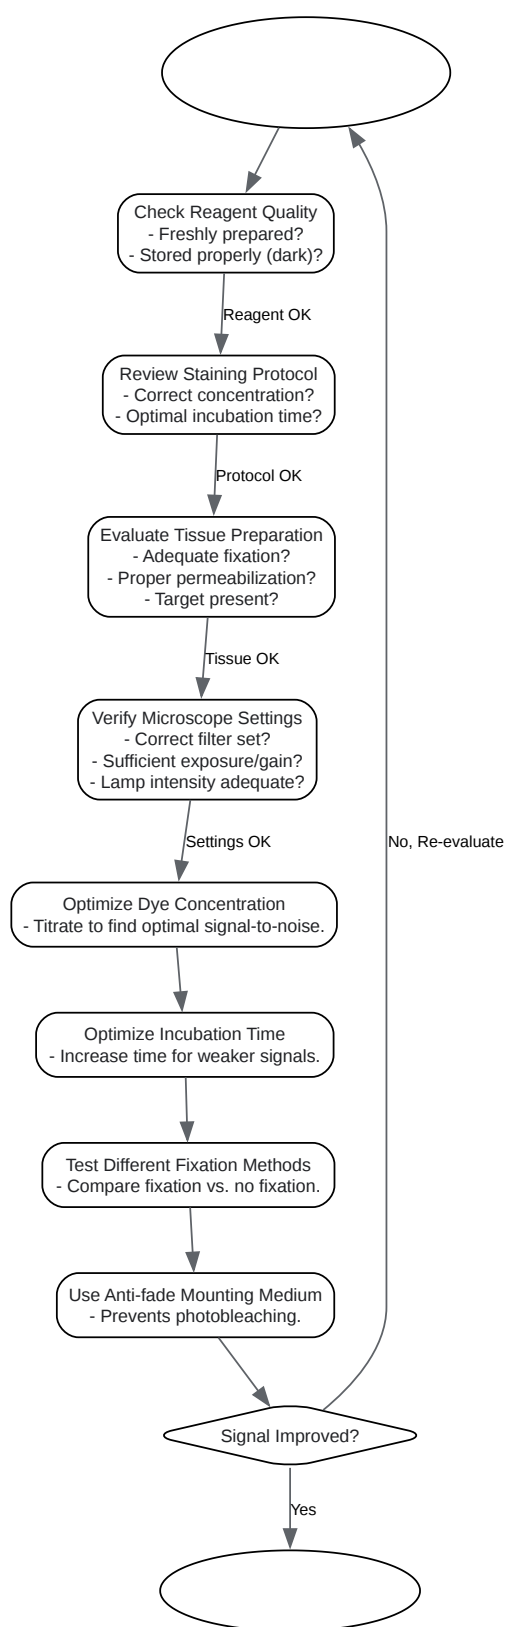 Check Reagent Quality
- Freshly prepared?
- Stored properly (dark)?
Reagent OK
Review Staining Protocol
- Correct concentration?
- Optimal incubation time?
Protocol OK
Evaluate Tissue Preparation
- Adequate fixation?
- Proper permeabilization?
- Target present?
Tissue OK
Verify Microscope Settings
- Correct filter set?
- Sufficient exposure/gain?
- Lamp intensity adequate?
Settings OK
No, Re-evaluate
Optimize Dye Concentration
- Titrate to find optimal signal-to-noise.
Optimize Incubation Time
- Increase time for weaker signals.
Test Different Fixation Methods
- Compare fixation vs. no fixation.
Use Anti-fade Mounting Medium
- Prevents photobleaching.
Signal Improved?
Yes